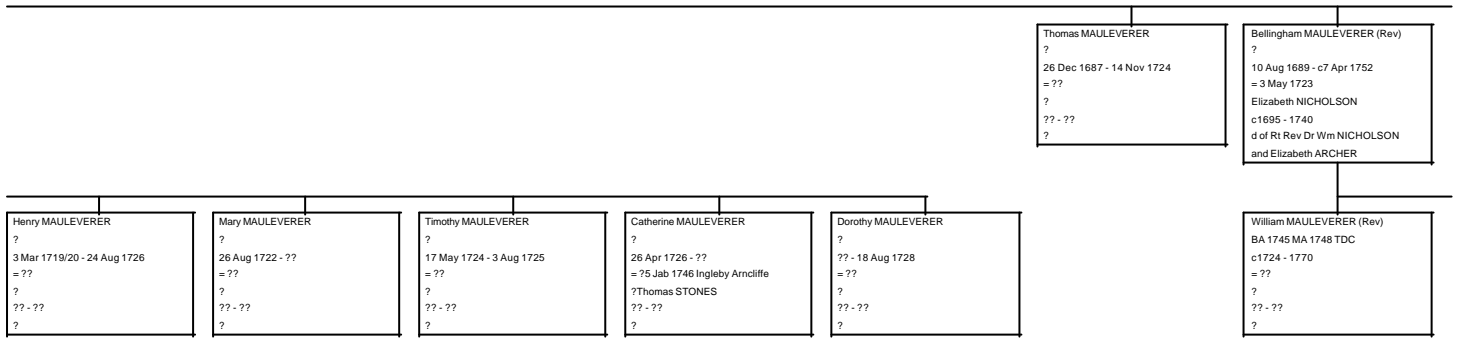 Thomas MAULEVERER
?
26 Dec 1687 - 14 Nov 1724
= ??
?
?? - ??
?
Bellingham MAULEVERER (Rev)
?
10 Aug 1689 - c7 Apr 1752
= 3 May 1723
Elizabeth NICHOLSON
c1695 - 1740
d of Rt Rev Dr Wm NICHOLSON
and Elizabeth ARCHER
Henry MAULEVERER
?
3 Mar 1719/20 - 24 Aug 1726
= ??
?
?? - ??
?
Mary MAULEVERER
?
26 Aug 1722 - ??
= ??
?
?? - ??
?
Timothy MAULEVERER
?
17 May 1724 - 3 Aug 1725
= ??
?
?? - ??
?
Catherine MAULEVERER
?
26 Apr 1726 - ??
= ?5 Jab 1746 Ingleby Arncliffe
?Thomas STONES
?? - ??
?
Dorothy MAULEVERER
?
?? - 18 Aug 1728
= ??
?
?? - ??
?
William MAULEVERER (Rev)
BA 1745 MA 1748 TDC
c1724 - 1770
= ??
?
?? - ??
?